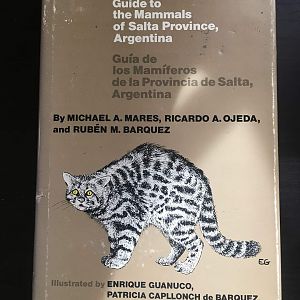 Guide to
the Mammals
of Salta Province,
Argentina
Guía de
los Mamíferos
de la Provincia de Salta,
Argentina
By MICHAEL A. MARES, RICARDO A. OJEDA,
and RUBÉN M. BARQUEZ
EG
Illustrated by ENRIQUE GUANUCO,
PATRICIA CAPLLONCH de BARQUEZ